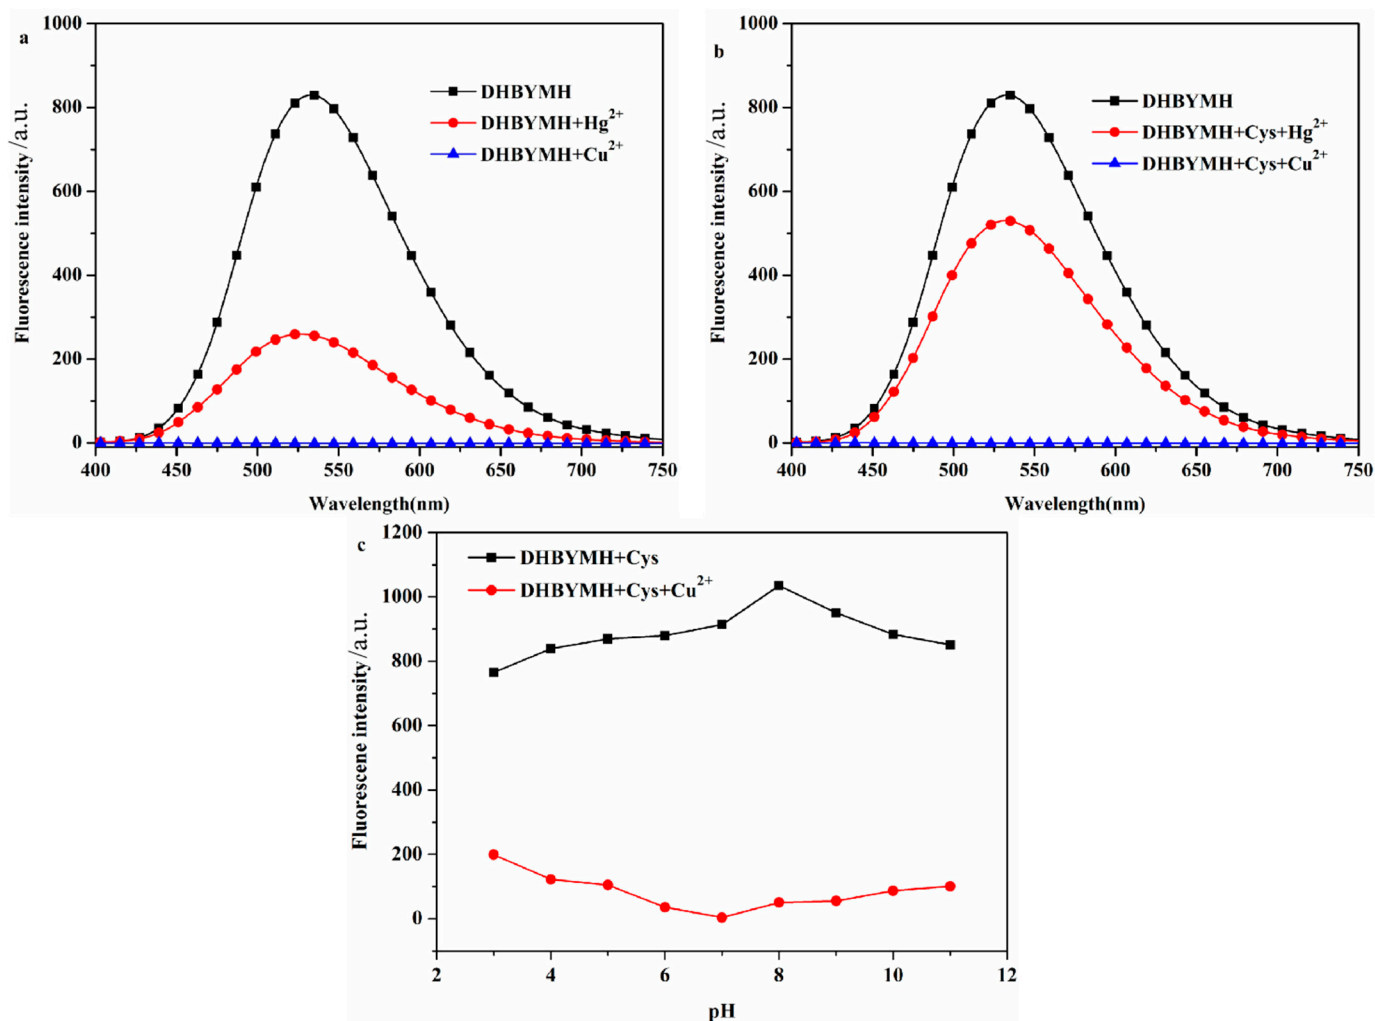 a
1000
800
600
400
200
0
Fluorescence intensity/a.u.
DHBYMH
DHBYMH+Hg²⁺
DHBYMH+Cu²⁺
400 450 500 550 600 650 700 750
Wavelength(nm)
b
1000
800
600
400
200
0
Fluorescence intensity/a.u.
DHBYMH
DHBYMH+Cys+Hg²⁺
DHBYMH+Cys+Cu²⁺
400 450 500 550 600 650 700 750
Wavelength(nm)
c
1200
1000
800
600
400
200
0
Fluorescene intensity/a.u.
DHBYMH+Cys
DHBYMH+Cys+Cu²⁺
2 4 6 8 10 12
pH